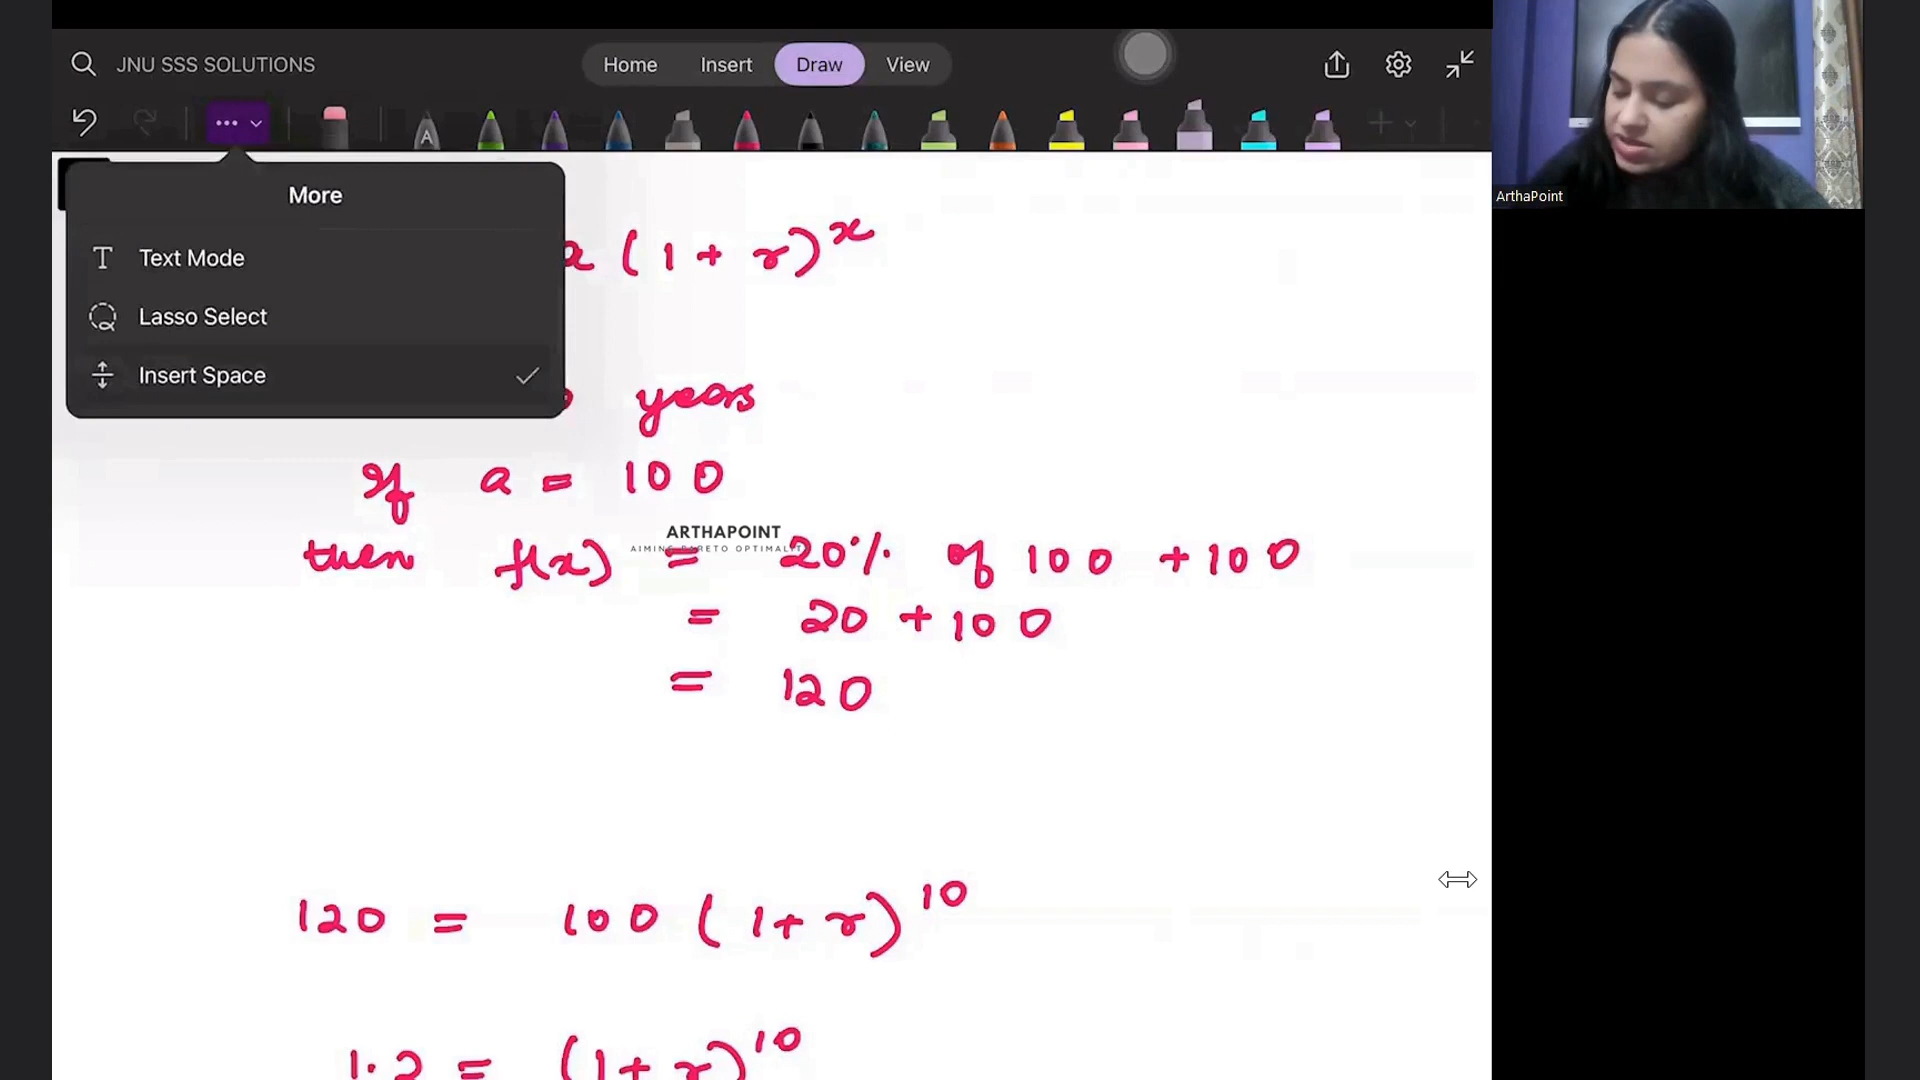 JNU SSS SOLUTIONS
Home Insert Draw View
A
More
Text Mode
Lasso Select
Insert Space
ArthaPoint
a (1 + r)^x
years
If a = 100
ARTHAPOINT
then f(x) = 20% of 100 + 100
= 20 + 100
= 120
120 = 100 (1 + r)^10
1.2 = (1 + r)^10